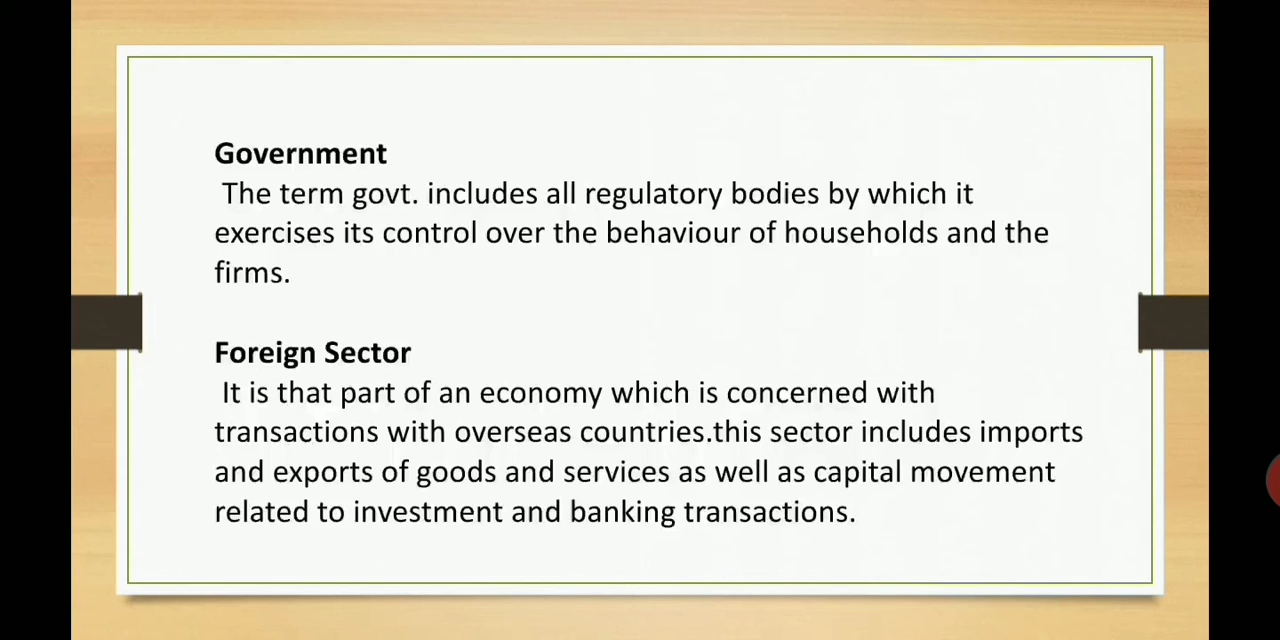 Government
The term govt. includes all regulatory bodies by which it
exercises its control over the behaviour of households and the
firms.
Foreign Sector
It is that part of an economy which is concerned with
transactions with overseas countries.this sector includes imports
and exports of goods and services as well as capital movement
related to investment and banking transactions.